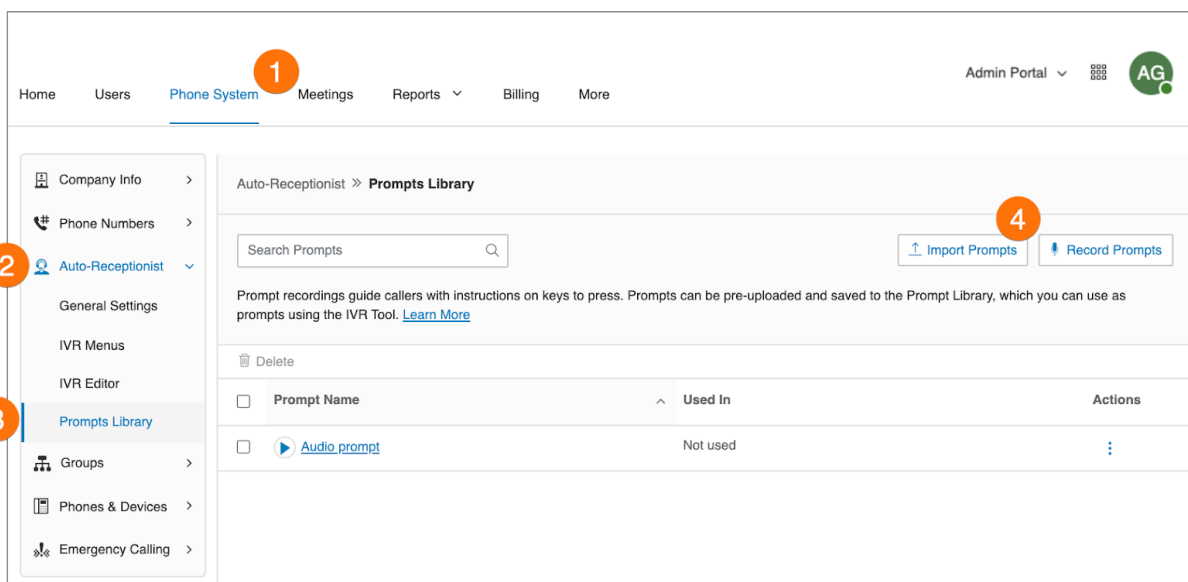 1
Admin Portal
AG
Home Users Phone System Meetings Reports Billing More
Company Info
Phone Numbers
2
Auto-Receptionist
General Settings
IVR Menus
IVR Editor
3
Prompts Library
Groups
Phones & Devices
Emergency Calling
Auto-Receptionist » Prompts Library
4
Search Prompts
Import Prompts
Record Prompts
Prompt recordings guide callers with instructions on keys to press. Prompts can be pre-uploaded and saved to the Prompt Library, which you can use as
prompts using the IVR Tool. Learn More
Delete
Prompt Name Used In Actions
Audio prompt Not used